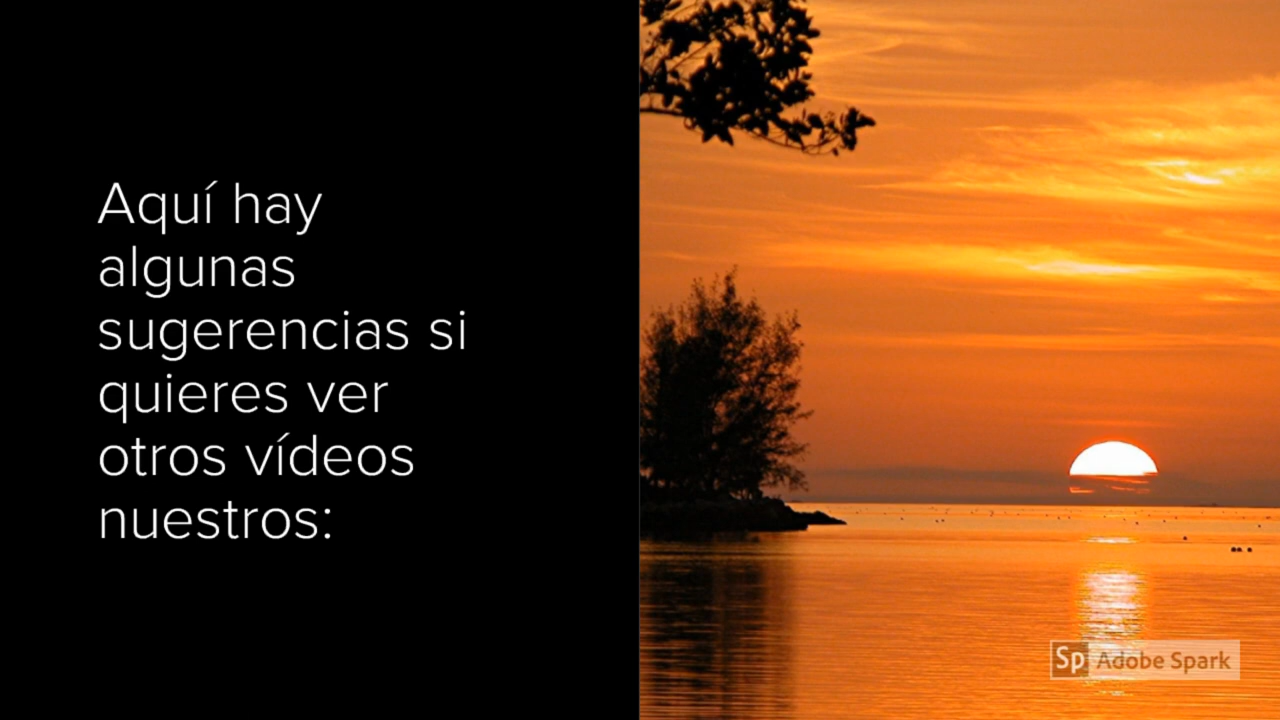 Aquí hay
algunas
sugerencias si
quieres ver
otros vídeos
nuestros:
Sp Adobe Spark